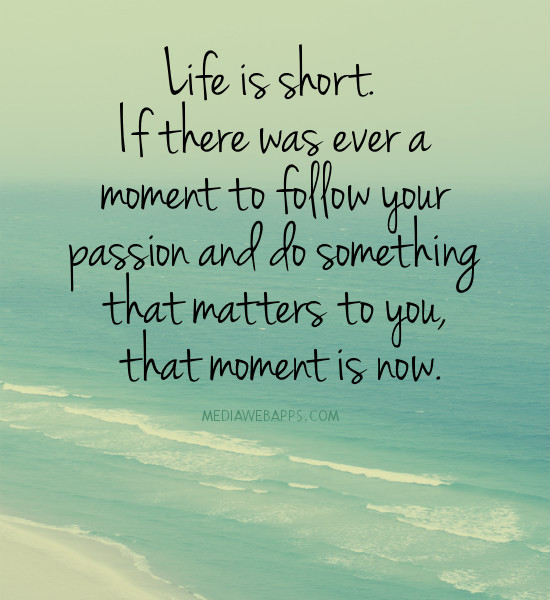 Life is short.
If there was ever a
moment to follow your
passion and do something
that matters to you,
that moment is now.
MEDIAWEBAPPS.COM